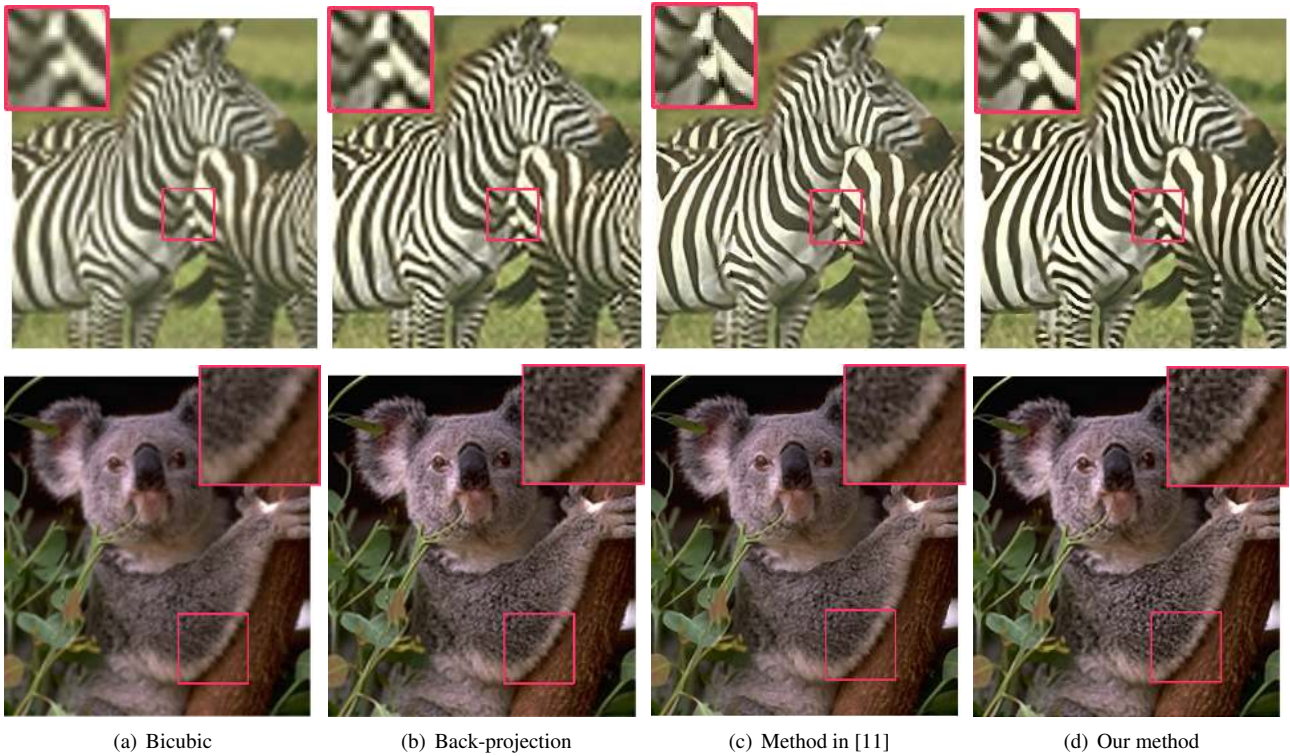 (a) Bicubic
(b) Back-projection
(c) Method in [11]
(d) Our method